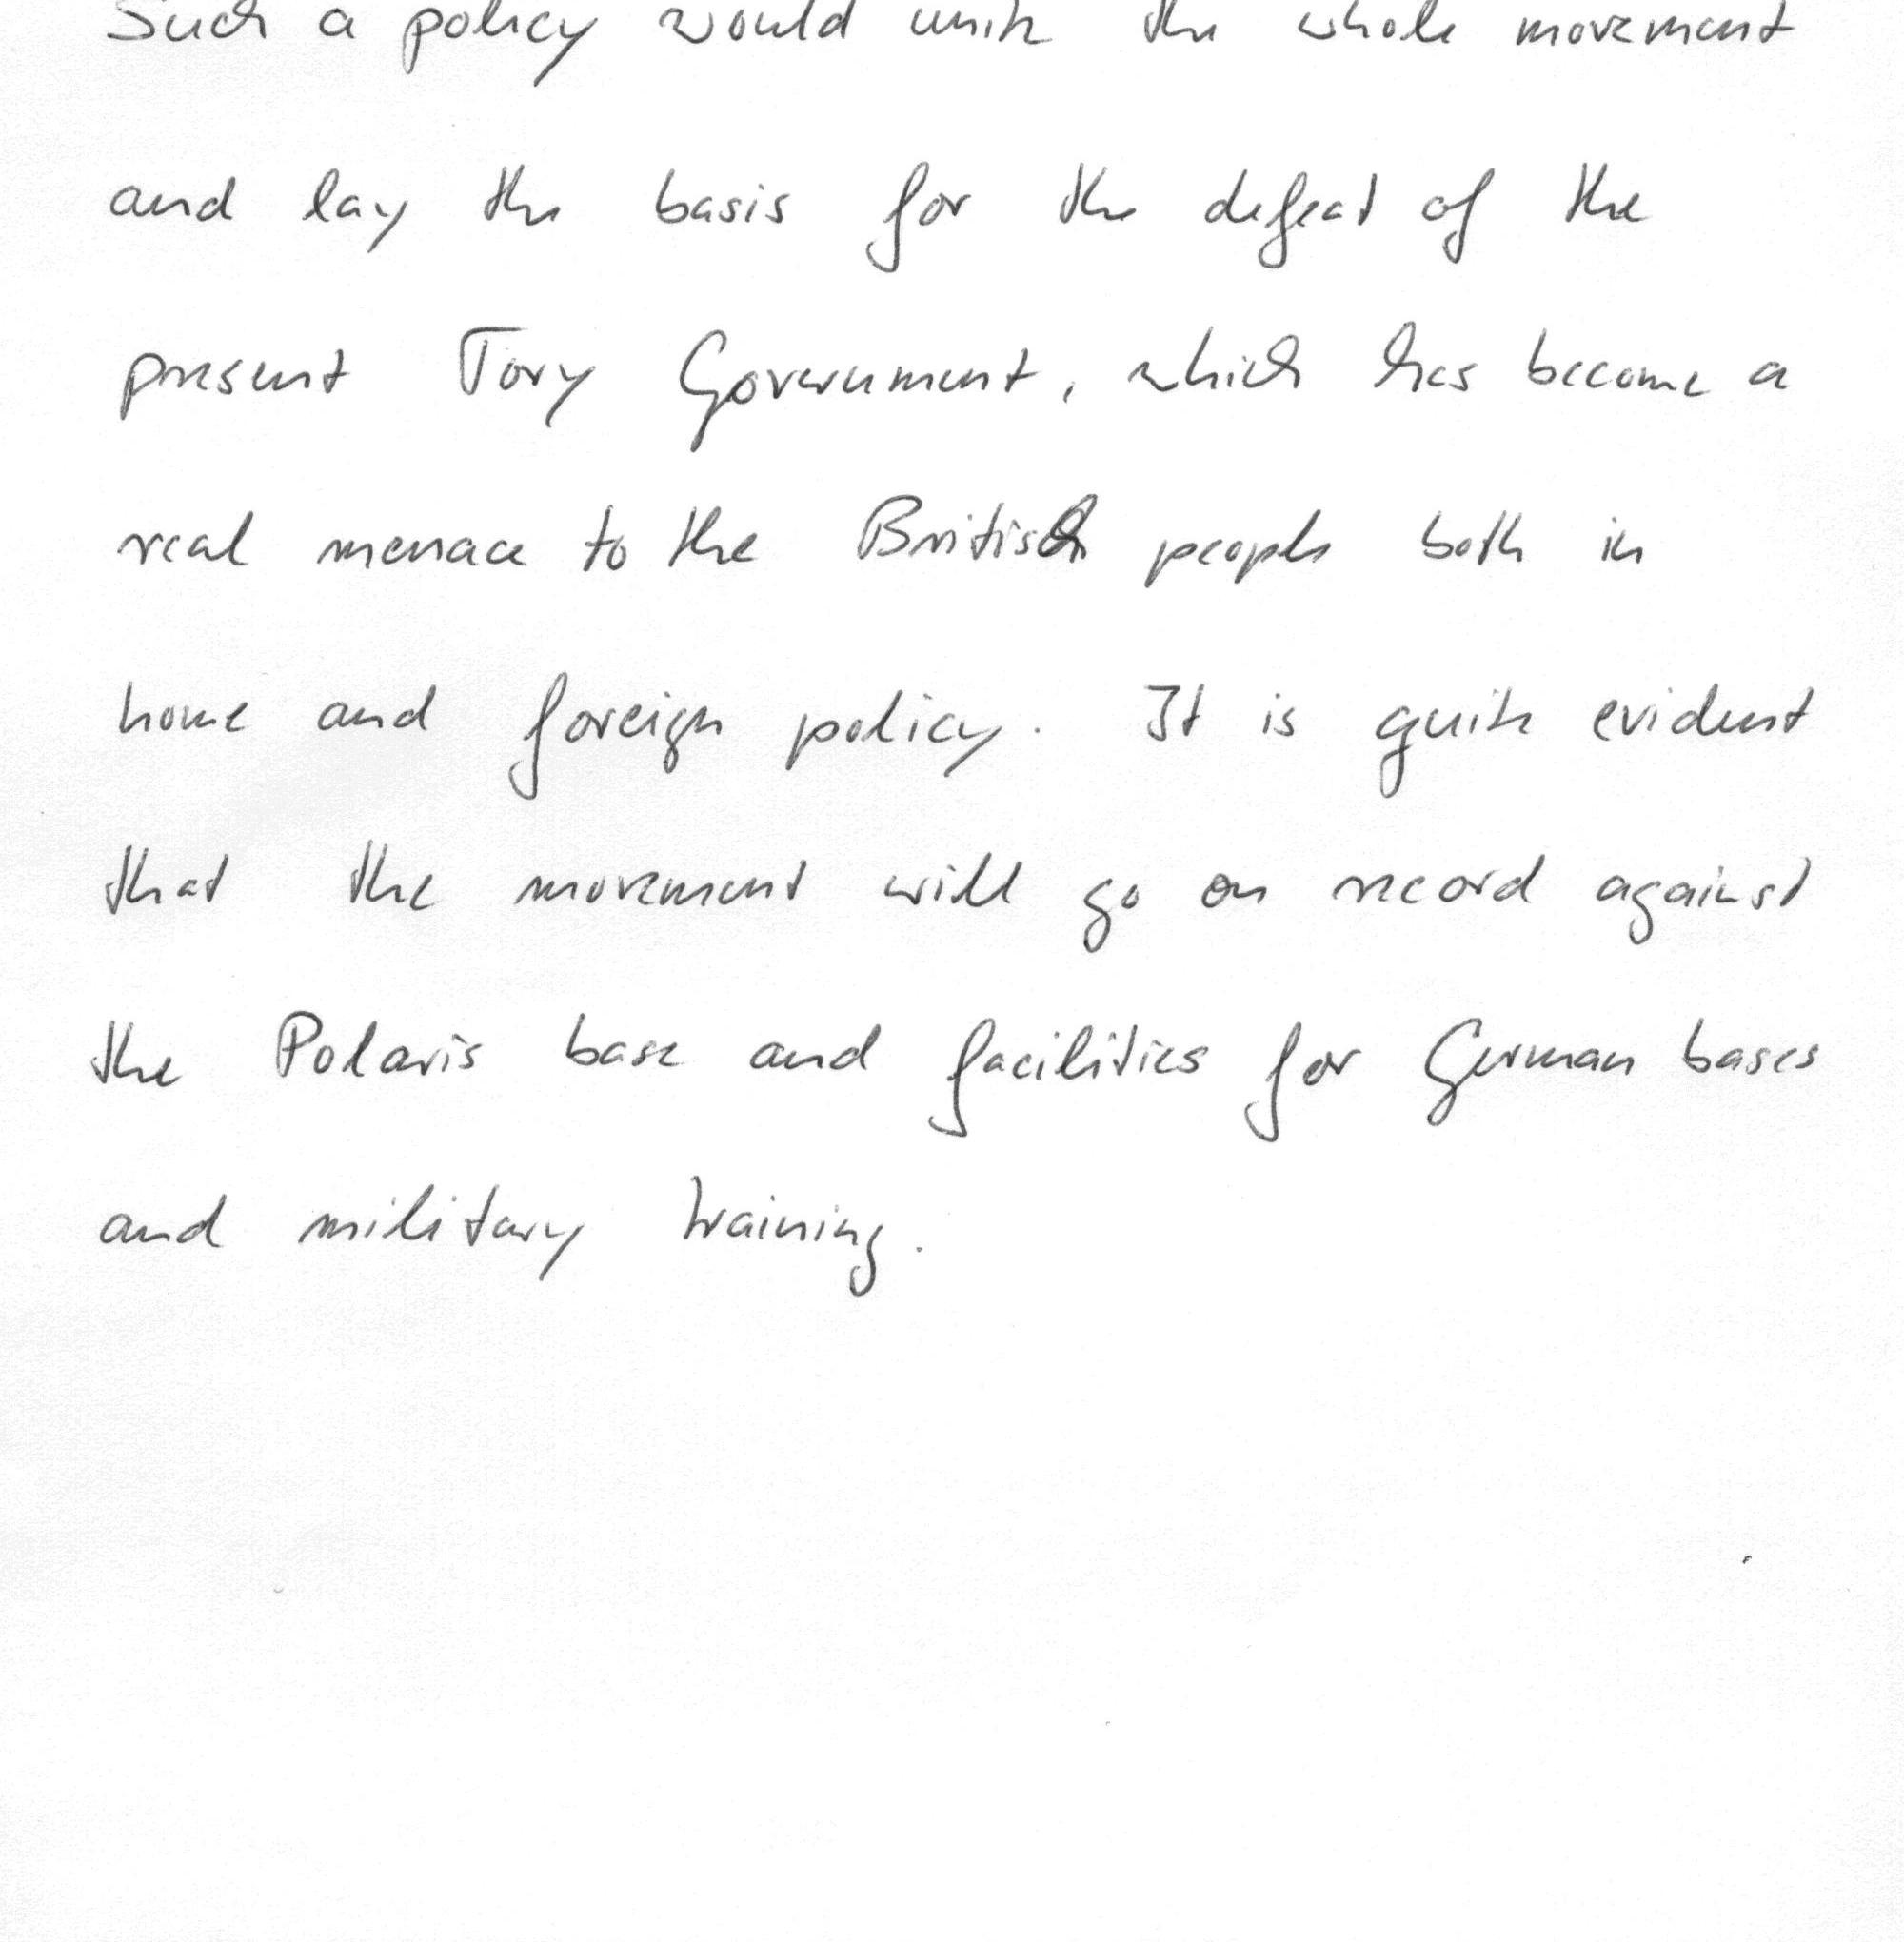 Such a policy would unite the whole movement
and lay the basis for the defeat of the
present Tory Government, which has become a
real menace to the British people both in
home and foreign policy. It is quite evident
that the movement will go on record against
the Polaris base and facilities for German bases
and military training.